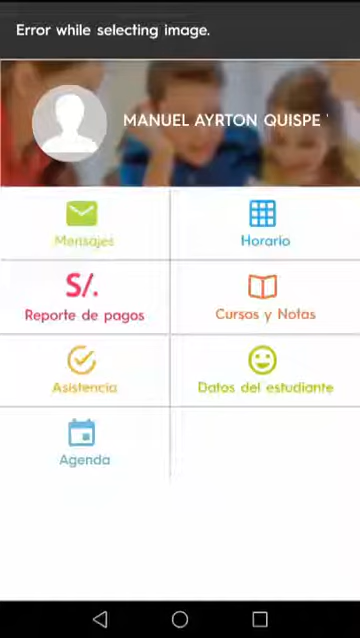 Error while selecting image.
MANUEL AYRTON QUISPE
Mensajes
Horario
S/.
Reporte de pagos
Cursos y Notas
Asistencia
Datos del estudiante
Agenda